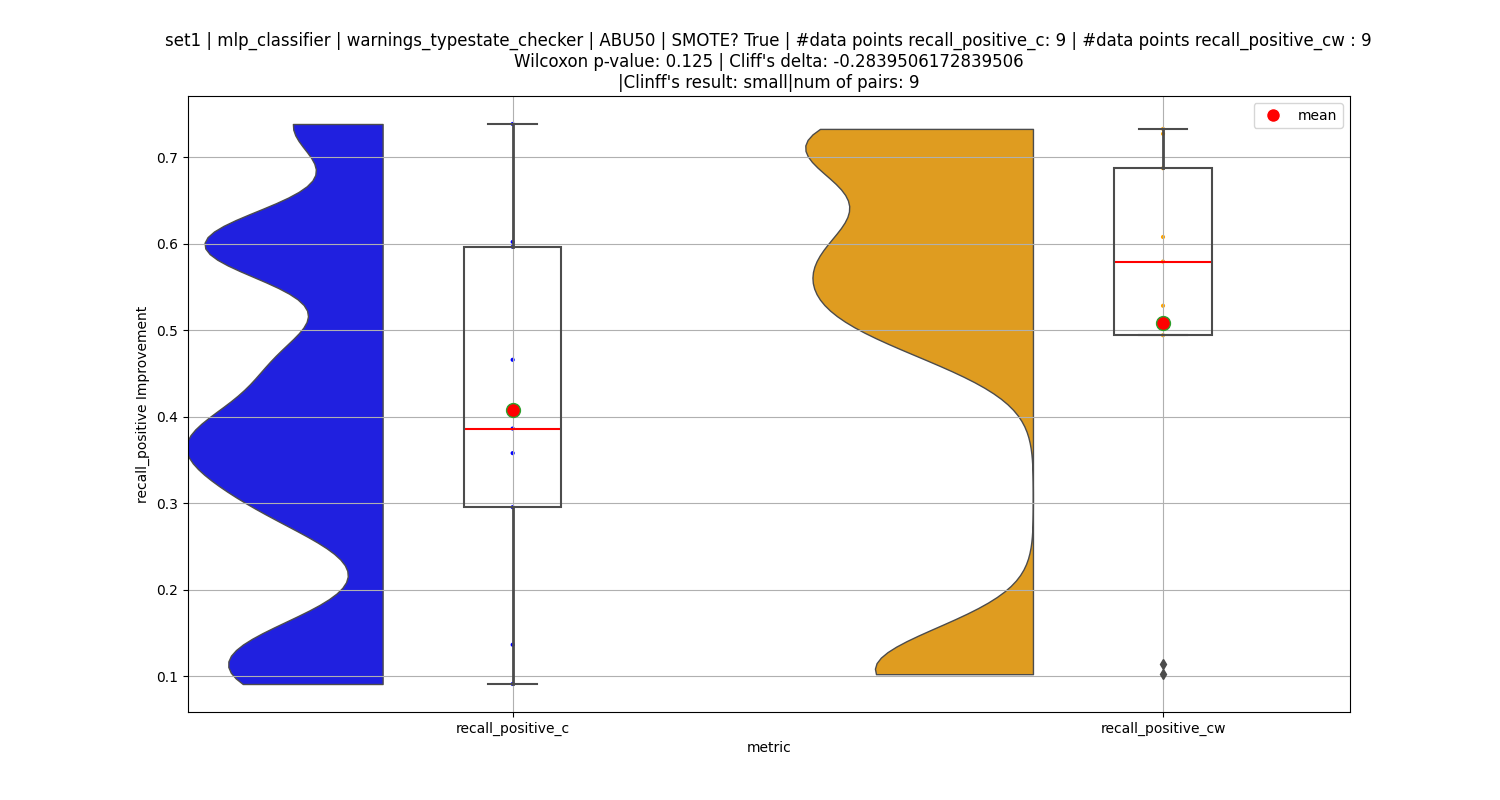 set1 | mlp_classifier | warnings_typestate_checker | ABU50 | SMOTE? True | #data points recall_positive_c: 9 | #data points recall_positive_cw : 9
Wilcoxon p-value: 0.125 | Cliff's delta: -0.2839506172839506
|Clinff's result: small|num of pairs: 9
mean
0.7
0.6
0.5
0.4
0.3
0.2
0.1
recall_positive Improvement
recall_positive_c
recall_positive_cw
metric